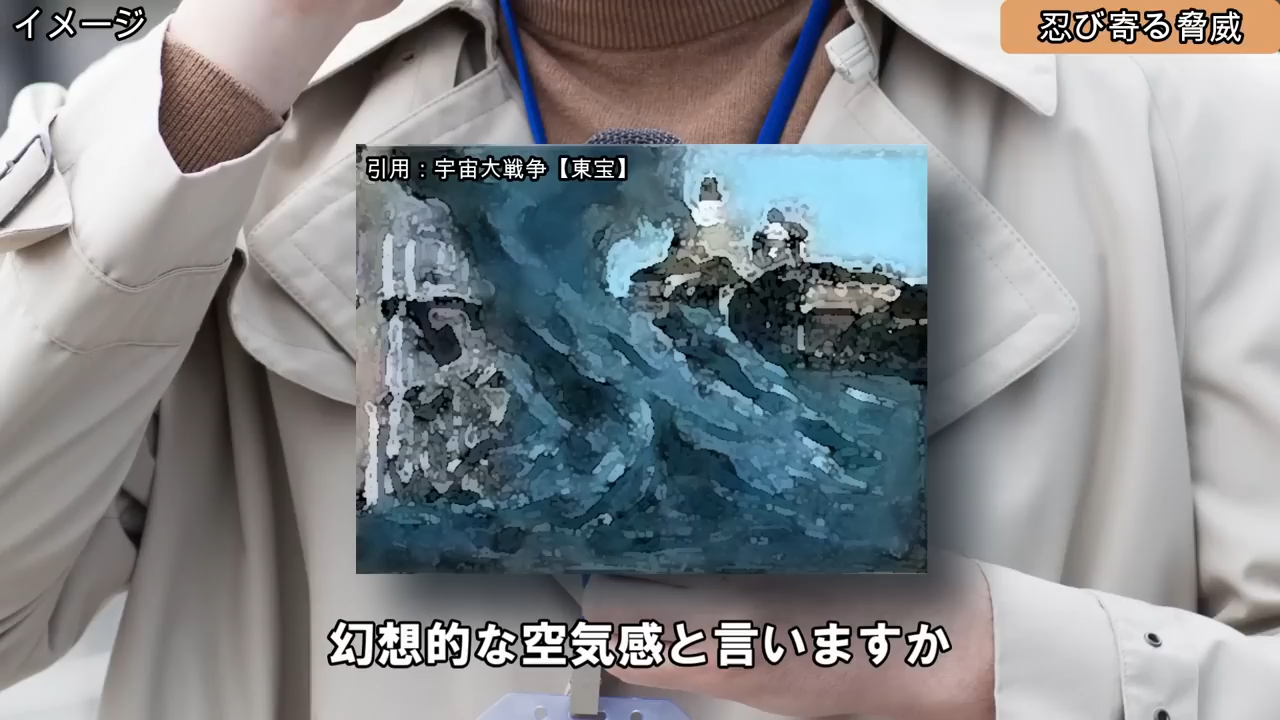 イメージ
忍び寄る脅威
引用：宇宙大戦争【東宝】
幻想的な空気感と言いますか